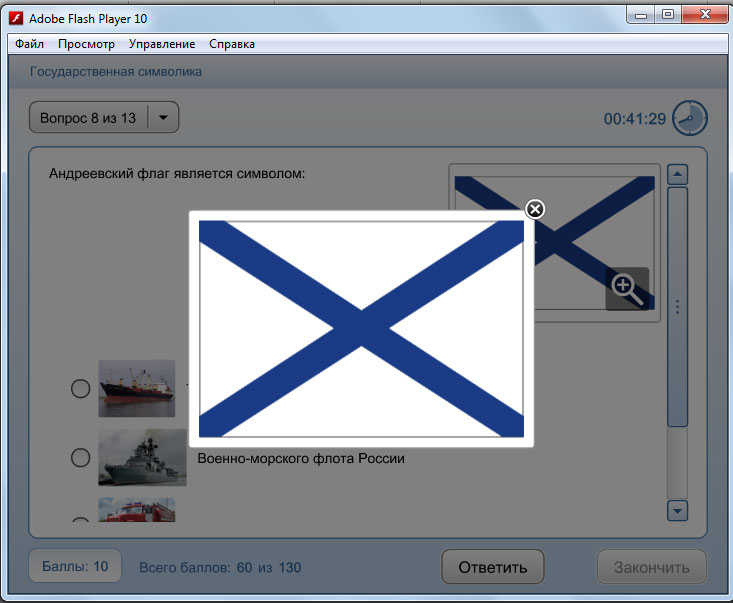 Adobe Flash Player 10
Файл Просмотр Управление Справка
Государственная символика
Вопрос 8 из 13
00:41:29
Андреевский флаг является символом:
Военно-морского флота России
Баллы: 10
Всего баллов: 60 из 130
Ответить
Закончить